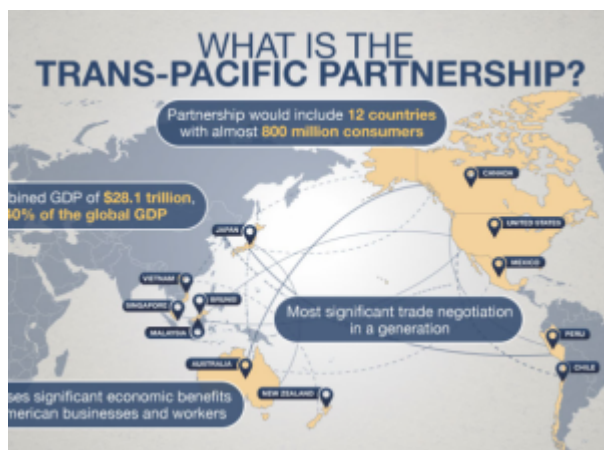 WHAT IS THE
TRANS-PACIFIC PARTNERSHIP?
Partnership would include 12 countries
with almost 800 million consumers
bined GDP of $28.1 trillion,
40% of the global GDP
CANADA
UNITED STATES
MEXICO
JAPAN
VIETNAM
BRUNEI
SINGAPORE
MALAYSIA
Most significant trade negotiation
in a generation
PERU
CHILE
AUSTRALIA
NEW ZEALAND
ses significant economic benefits
merican businesses and workers